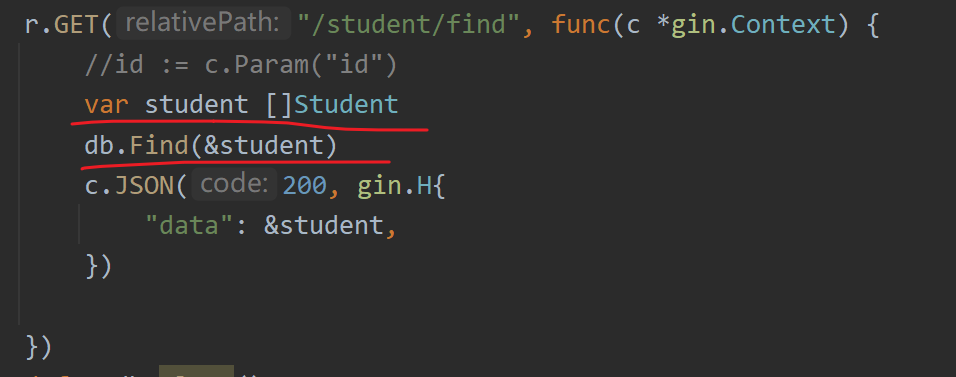 r.GET( relativePath: "/student/find", func(c *gin.Context) {
//id := c.Param("id")
var student []Student
db.Find(&student)
c.JSON( code: 200, gin.H{
"data": &student,
})
})